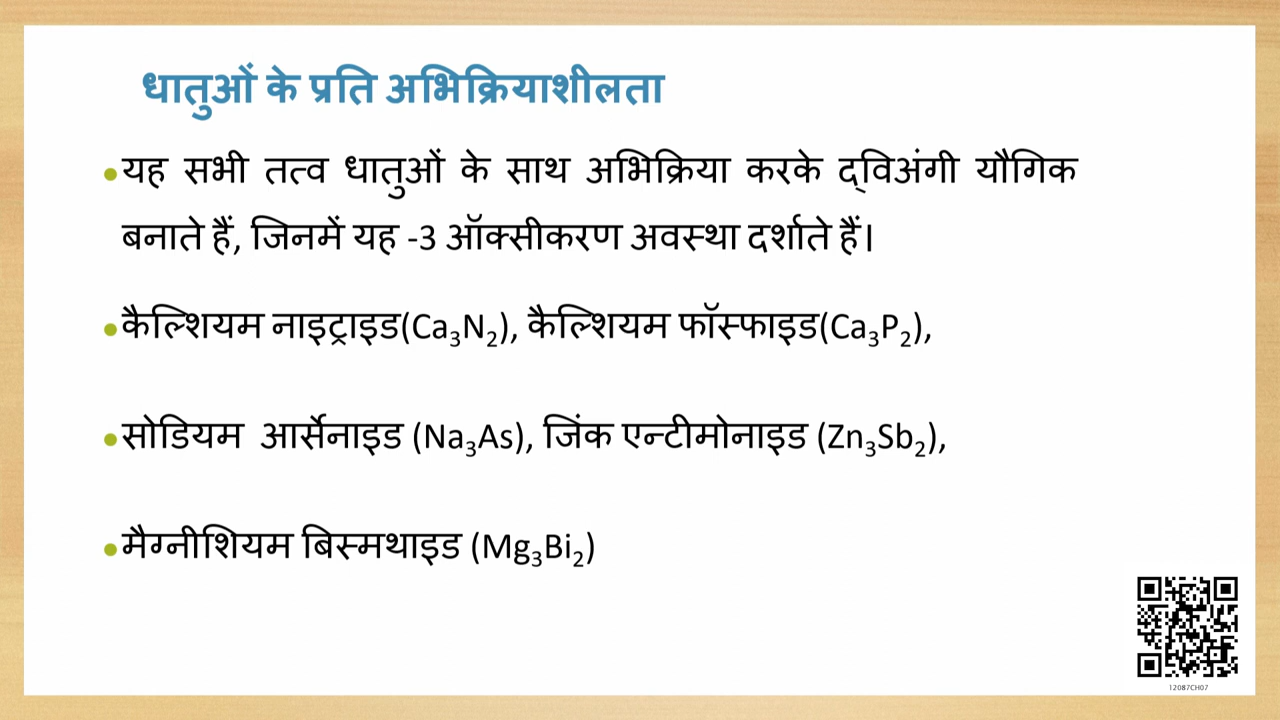 धातुओं के प्रति अभिक्रियाशीलता
•यह सभी तत्व धातुओं के साथ अभिक्रिया करके द्विअंगी यौगिक
बनाते हैं, जिनमें यह -3 ऑक्सीकरण अवस्था दर्शाते हैं।
•कैल्शियम नाइट्राइड(Ca₃N₂), कैल्शियम फॉस्फाइड(Ca₃P₂),
•सोडियम आर्सेनाइड (Na₃As), जिंक एन्टीमोनाइड (Zn₃Sb₂),
•मैग्नीशियम बिस्मथाइड (Mg₃Bi₂)
12087CH07